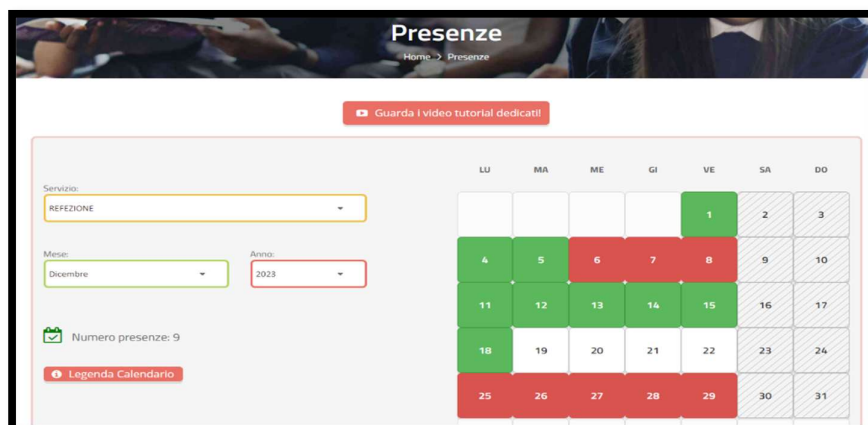 Presenze
Home > Presenze
Guarda i video tutorial dedicati!
Servizio:
REFEZIONE
Mese:
Anno:
Dicembre
2023
Numero presenze: 9
Legenda Calendario
LU MA ME GI VE SA DO
1 2 3
4 5 6 7 8 9 10
11 12 13 14 15 16 17
18 19 20 21 22 23 24
25 26 27 28 29 30 31